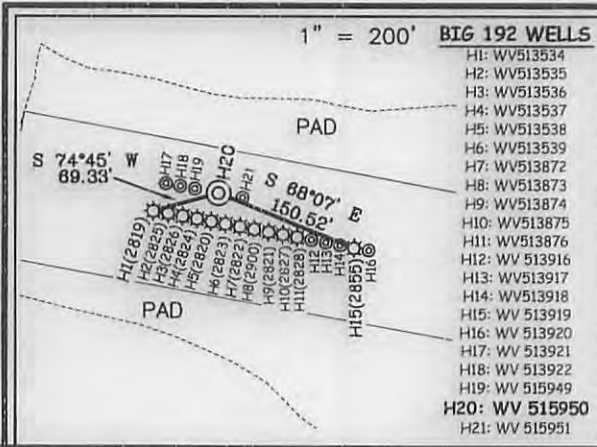 1" = 200'
BIG 192 WELLS
H1: WV513534
H2: WV513535
H3: WV513536
H4: WV513537
H5: WV513538
H6: WV513539
H7: WV513872
H8: WV513873
H9: WV513874
H10: WV513875
H11: WV513876
H12: WV 513916
H13: WV513917
H14: WV513918
H15: WV 513919
H16: WV 513920
H17: WV 513921
H18: WV 513922
H19: WV 515949
H20: WV 515950
H21: WV 515951
PAD
S 74°45' W
69.33'
H17
H18
H19
H20
H21
S 68°07' E
150.52'
H1(2819)
H2(2825)
H3(2826)
H4(2824)
H5(2820)
H6(2823)
H7(2822)
H8(2900)
H9(2821)
H10(2827)
H11(2828)
H12
H13
H14
H15(2855)
H16
PAD